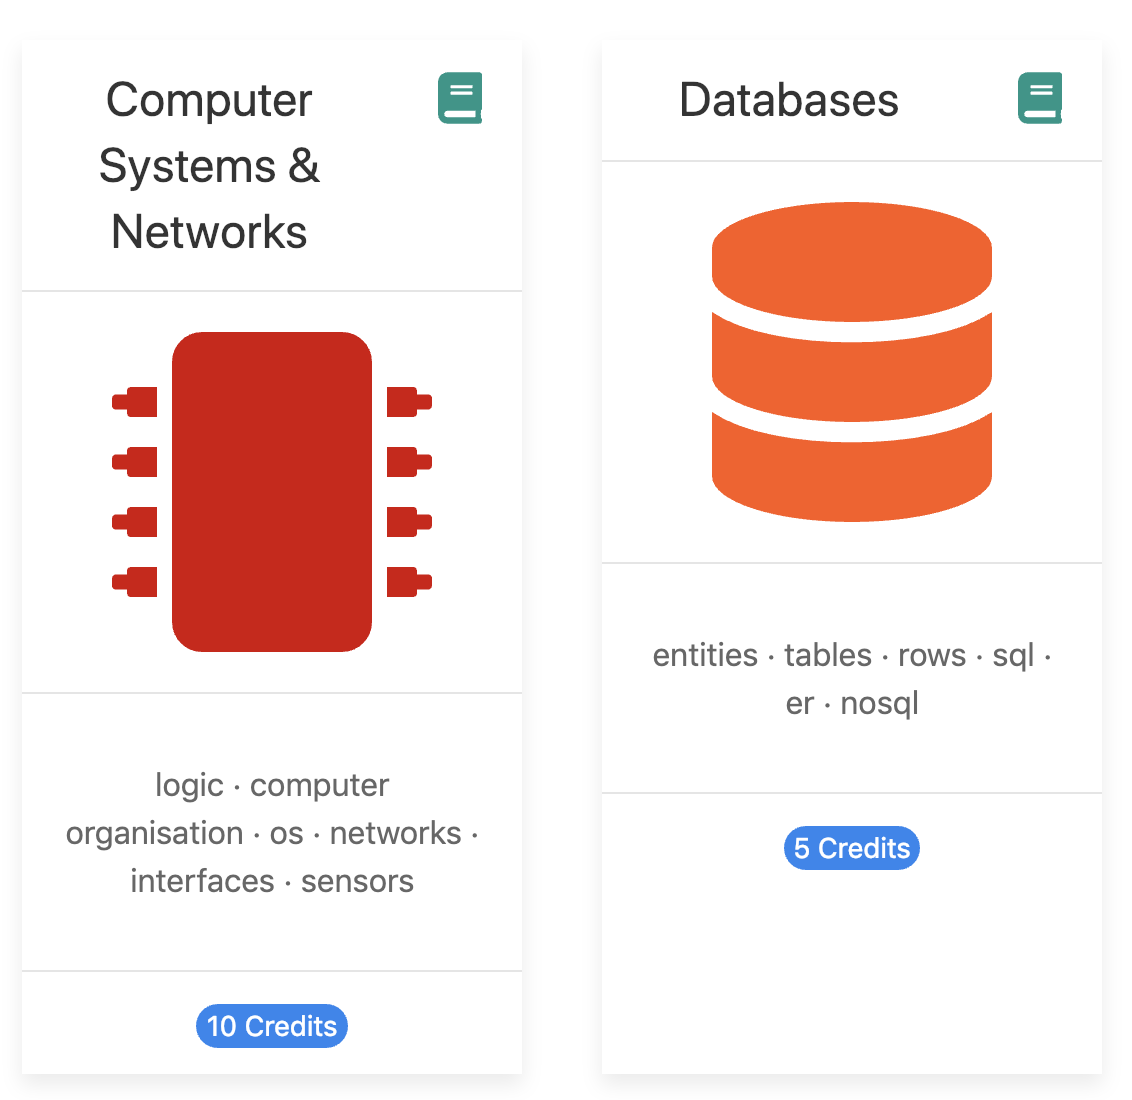 Computer
Systems &
Networks
logic · computer
organisation · os · networks ·
interfaces · sensors
10 Credits
Databases
entities · tables · rows · sql ·
er · nosql
5 Credits